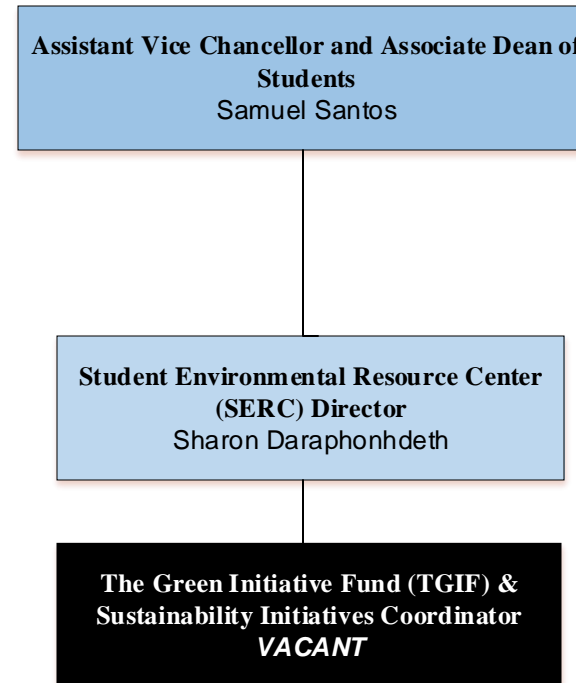 Assistant Vice Chancellor and Associate Dean of
Students
Samuel Santos
Student Environmental Resource Center
(SERC) Director
Sharon Daraphonhdeth
The Green Initiative Fund (TGIF) &
Sustainability Initiatives Coordinator
VACANT